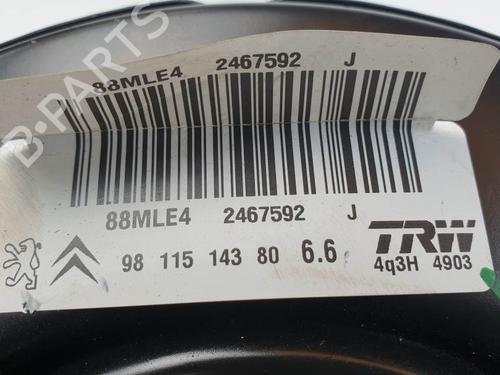 88MLE4 2467592 J
B-PARTS
88MLE4 2467592 J
98 115 143 80 6.6
TRW
4q3H 4903